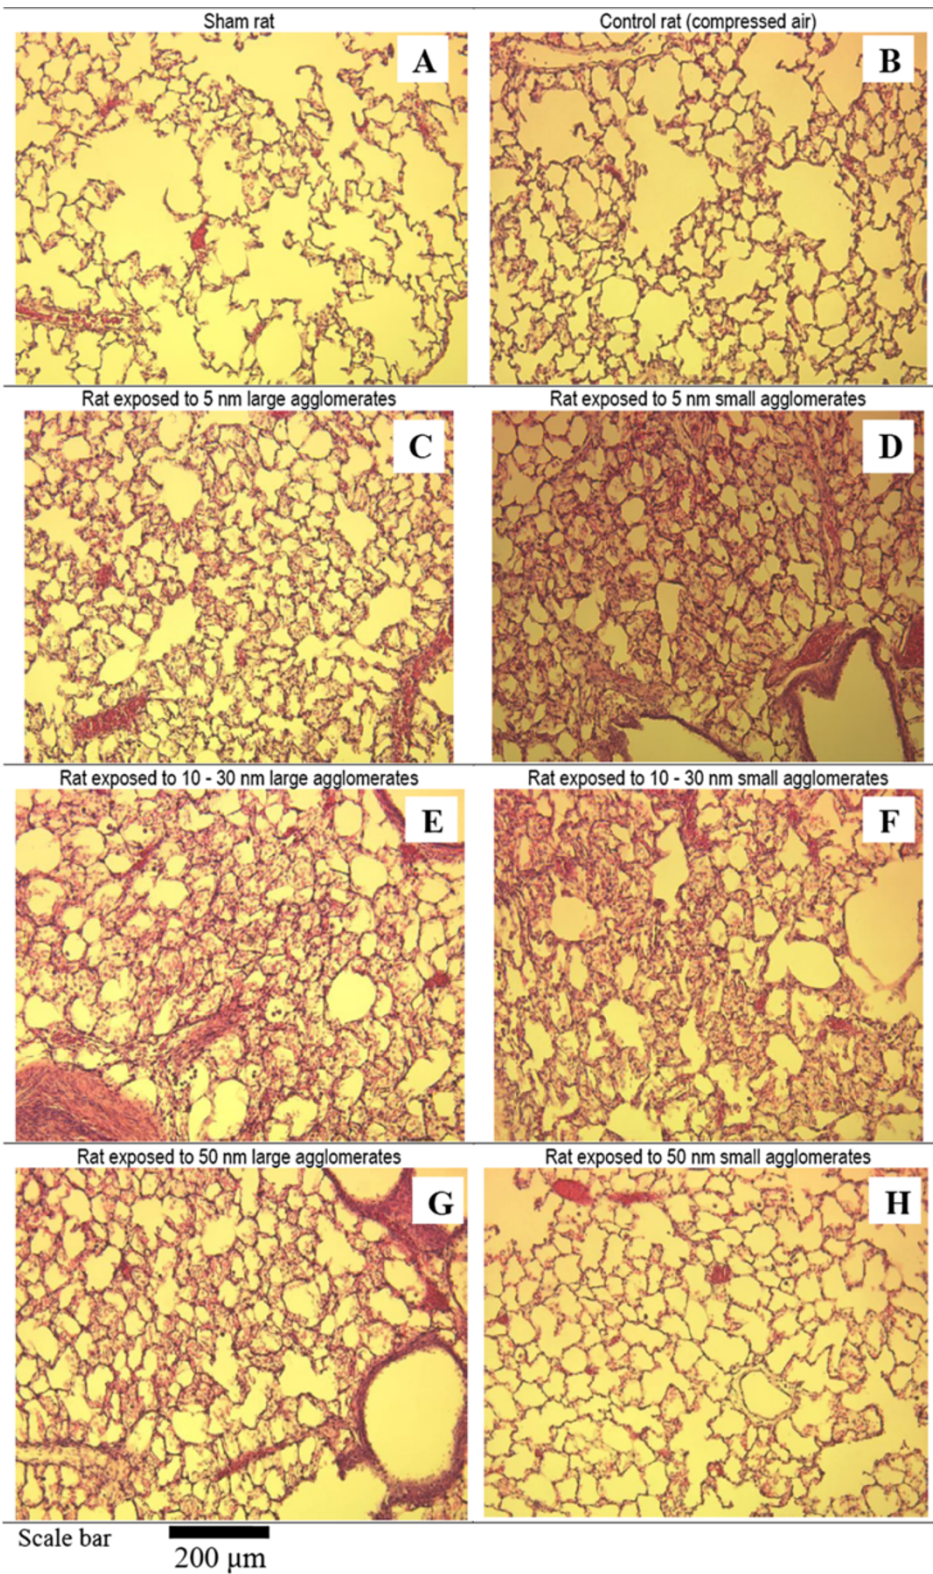 Sham rat
Control rat (compressed air)
A
B
Rat exposed to 5 nm large agglomerates
Rat exposed to 5 nm small agglomerates
C
D
Rat exposed to 10 - 30 nm large agglomerates
Rat exposed to 10 - 30 nm small agglomerates
E
F
Rat exposed to 50 nm large agglomerates
Rat exposed to 50 nm small agglomerates
G
H
Scale bar
200 µm